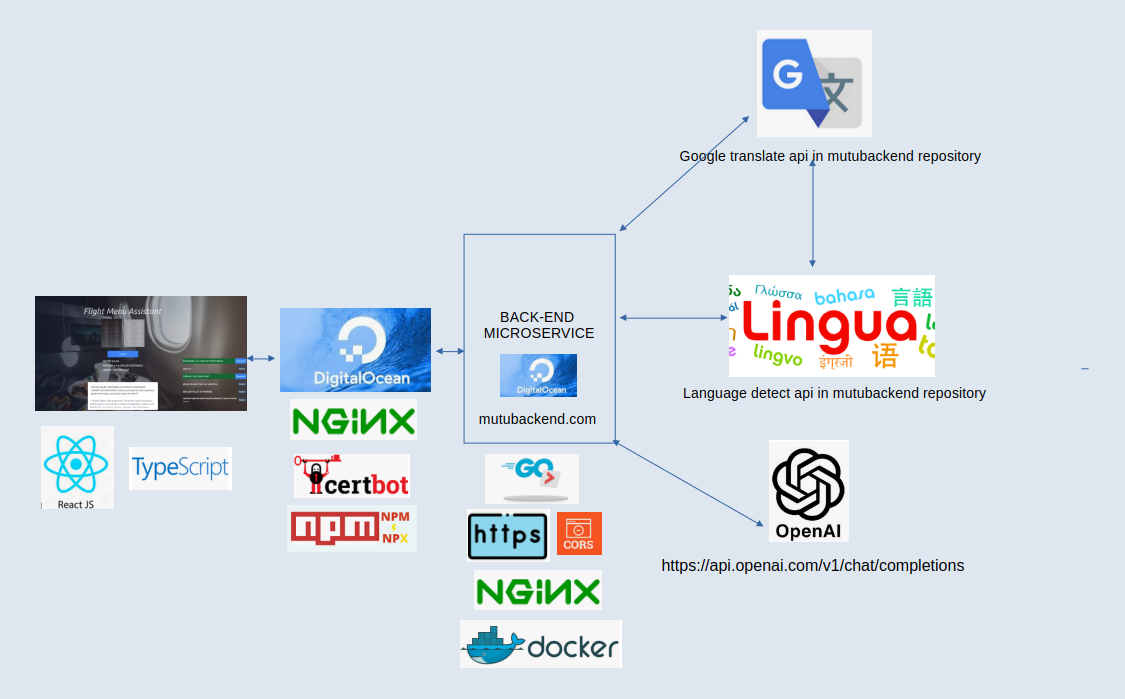 G 文
Google translate api in mutubackend repository
Flight Menu Assistant
DigitalOcean
NGiNX
certbot
npm NPM
NPX
React JS
TypeScript
BACK-END
MICROSERVICE
DigitalOcean
mutubackend.com
GO
https
CORS
NGiNX
docker
Γλώσσα bahasa 言語
Lingua
lingvo इंग्रजी 语
Language detect api in mutubackend repository
OpenAI
https://api.openai.com/v1/chat/completions